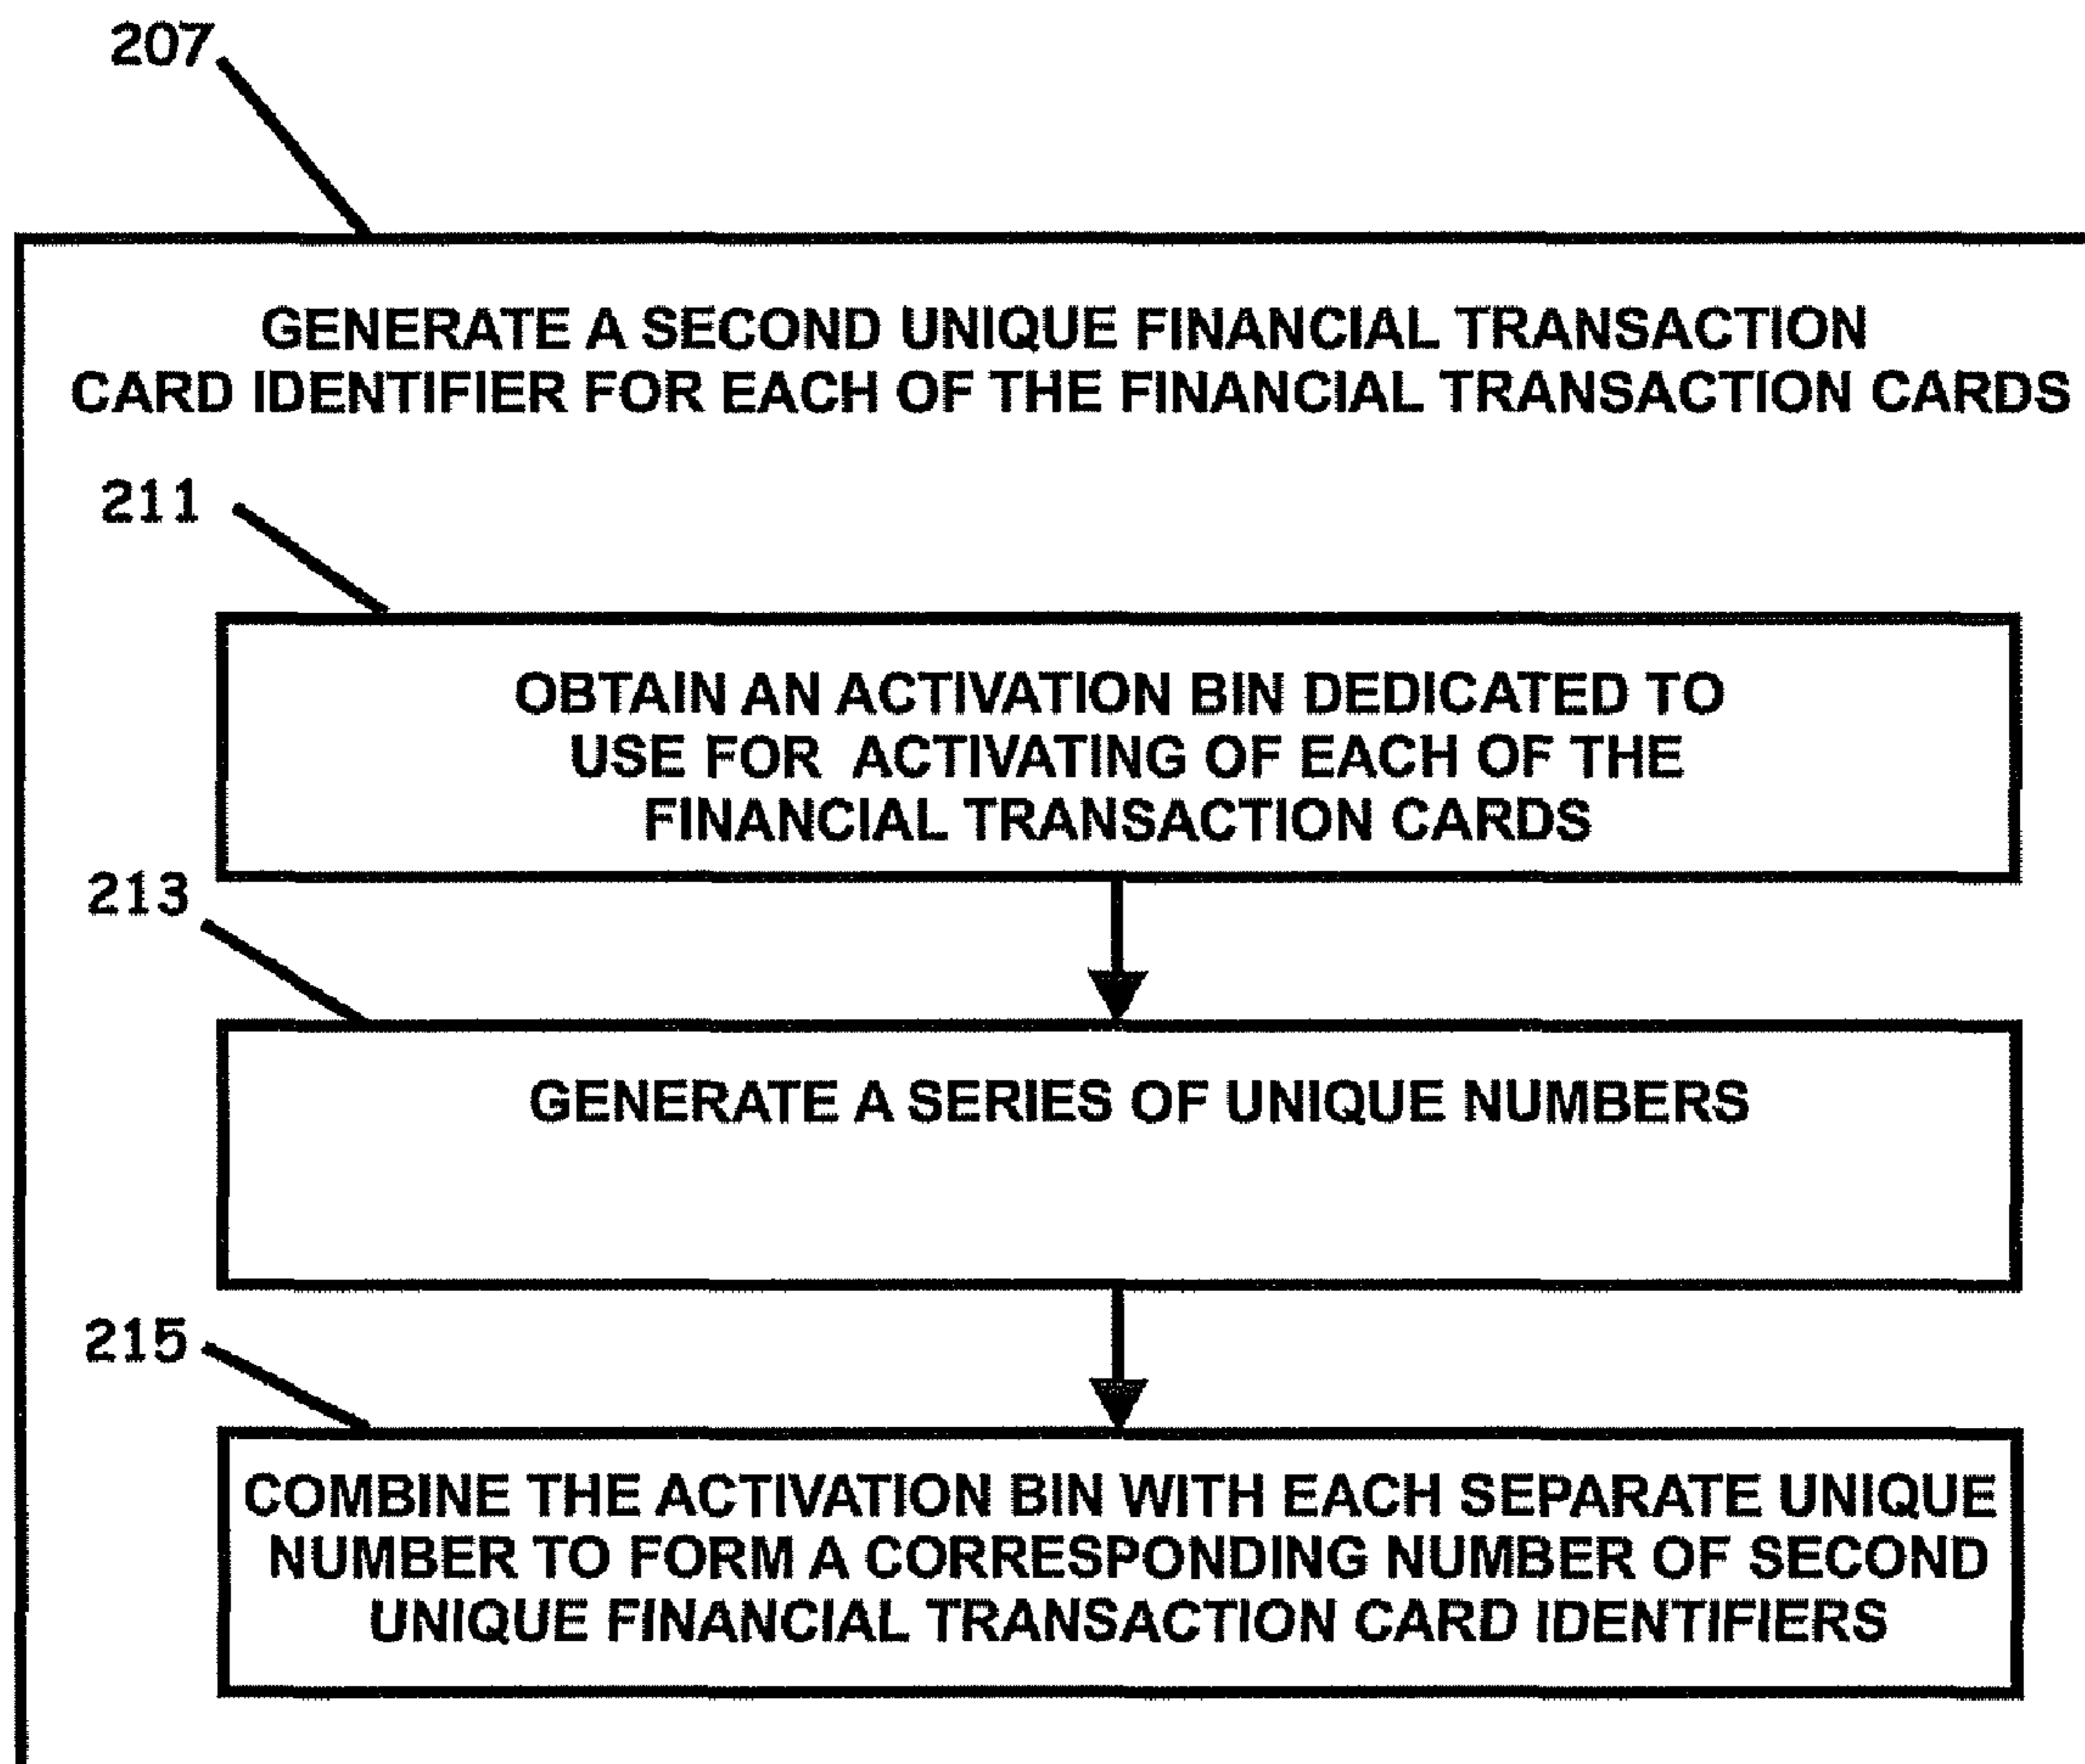 207
GENERATE A SECOND UNIQUE FINANCIAL TRANSACTION
CARD IDENTIFIER FOR EACH OF THE FINANCIAL TRANSACTION CARDS
211
OBTAIN AN ACTIVATION BIN DEDICATED TO
USE FOR ACTIVATING OF EACH OF THE
FINANCIAL TRANSACTION CARDS
213
GENERATE A SERIES OF UNIQUE NUMBERS
215
COMBINE THE ACTIVATION BIN WITH EACH SEPARATE UNIQUE
NUMBER TO FORM A CORRESPONDING NUMBER OF SECOND
UNIQUE FINANCIAL TRANSACTION CARD IDENTIFIERS